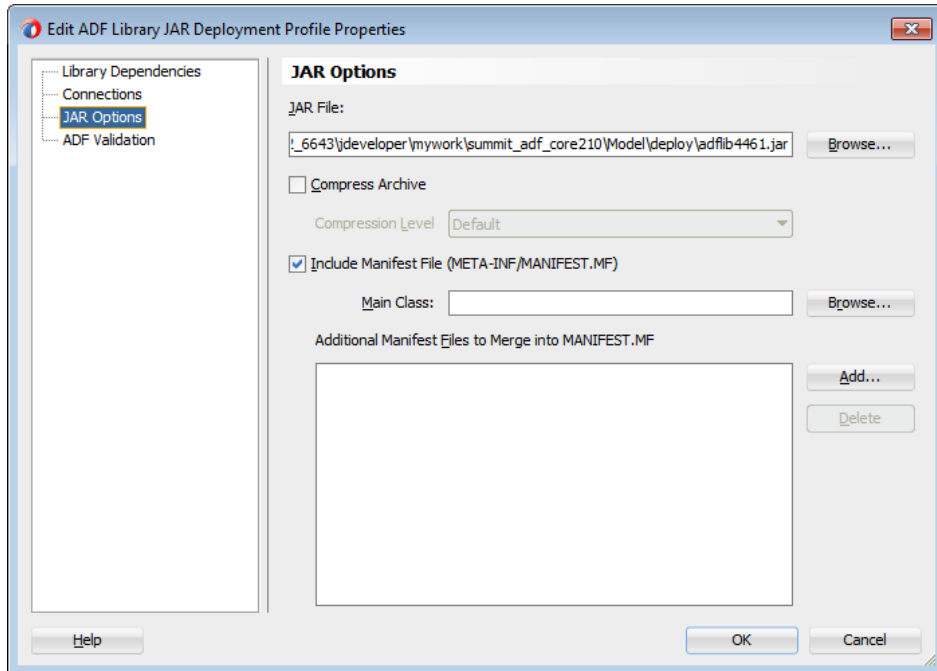 Edit ADF Library JAR Deployment Profile Properties
Library Dependencies
Connections
JAR Options
ADF Validation
JAR Options
JAR File:
!_6643\jdeveloper\mywork\summit_adf_core210\Model\deploy\adflib4461.jar Browse...
Compress Archive
Compression Level Default
Include Manifest File (META-INF/MANIFEST.MF)
Main Class: Browse...
Additional Manifest Files to Merge into MANIFEST.MF
Add...
Delete
Help OK Cancel